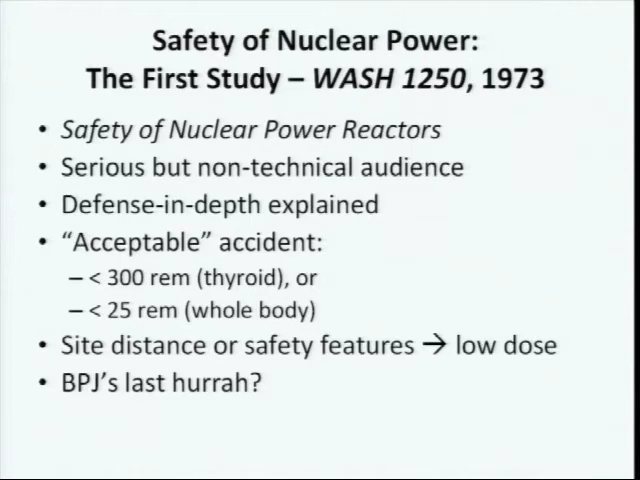 Safety of Nuclear Power:
The First Study – WASH 1250, 1973
• Safety of Nuclear Power Reactors
• Serious but non-technical audience
• Defense-in-depth explained
• “Acceptable” accident:
– < 300 rem (thyroid), or
– < 25 rem (whole body)
• Site distance or safety features → low dose
• BPJ’s last hurrah?